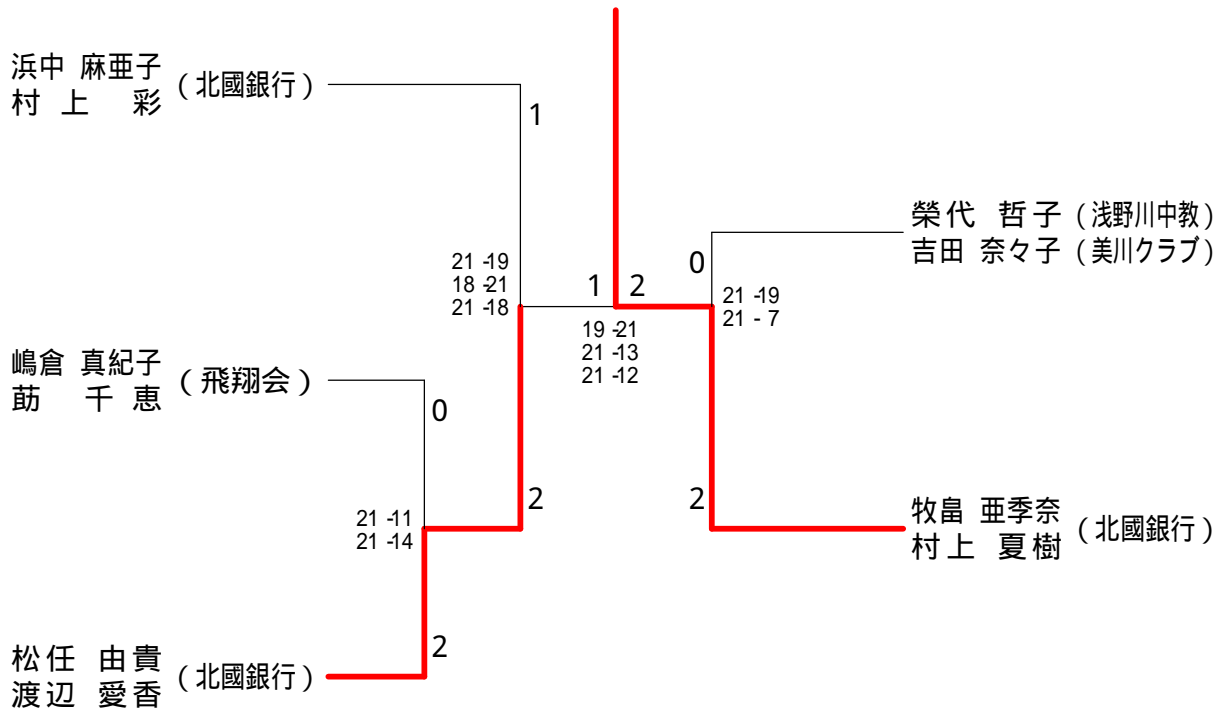 浜中 麻亜子
村上 彩
(北國銀行)
1
榮代 哲子 (浅野川中教)
吉田 奈々子 (美川クラブ)
0
21 -19
18 -21
21 -18
1 2
21 -19
21 - 7
19 -21
21 -13
21 -12
嶋倉 真紀子
莇 千恵
(飛翔会)
0
2
2
牧畠 亜季奈
村上 夏樹
(北國銀行)
21 -11
21 -14
2
松任 由貴
渡辺 愛香
(北國銀行)